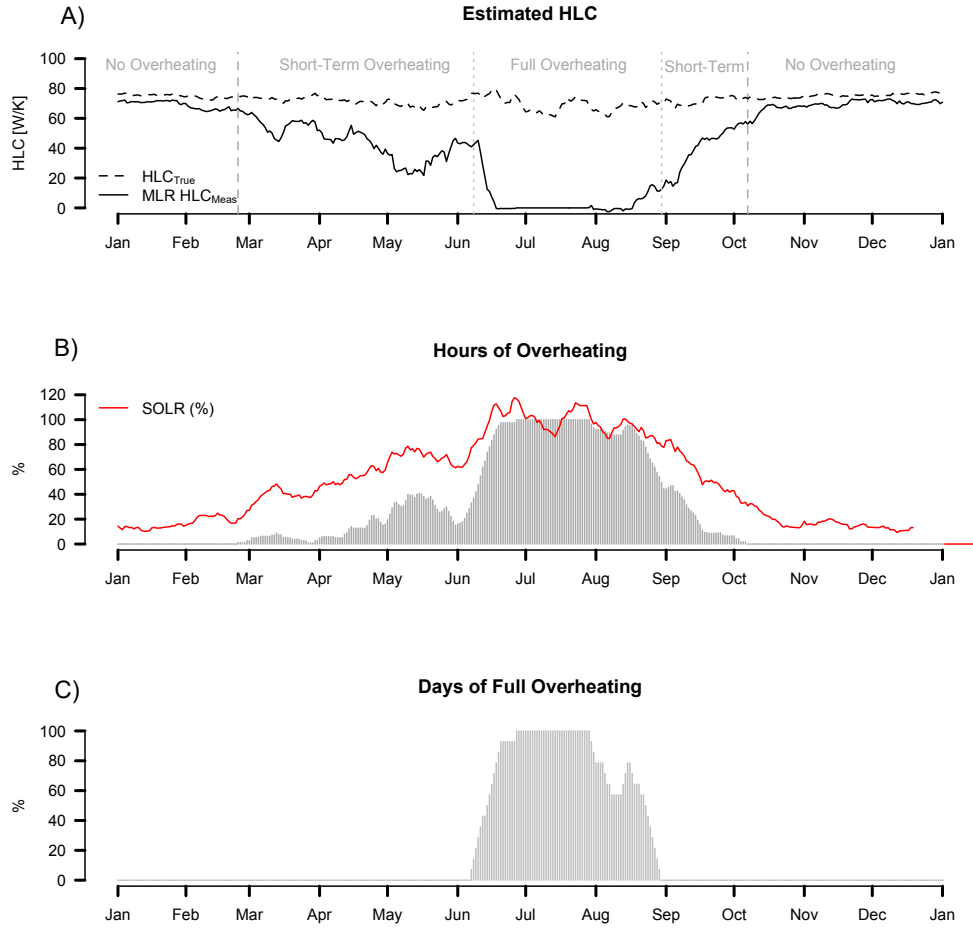 A)
Estimated HLC
No Overheating Short-Term Overheating Full Overheating Short-Term No Overheating
HLC [W/K]
100
80
60
40
20
0
HLCTrue
MLR HLCMeas
Jan Feb Mar Apr May Jun Jul Aug Sep Oct Nov Dec Jan
B)
Hours of Overheating
%
120
100
80
60
40
20
0
SOLR (%)
Jan Feb Mar Apr May Jun Jul Aug Sep Oct Nov Dec Jan
C)
Days of Full Overheating
%
100
80
60
40
20
0
Jan Feb Mar Apr May Jun Jul Aug Sep Oct Nov Dec Jan